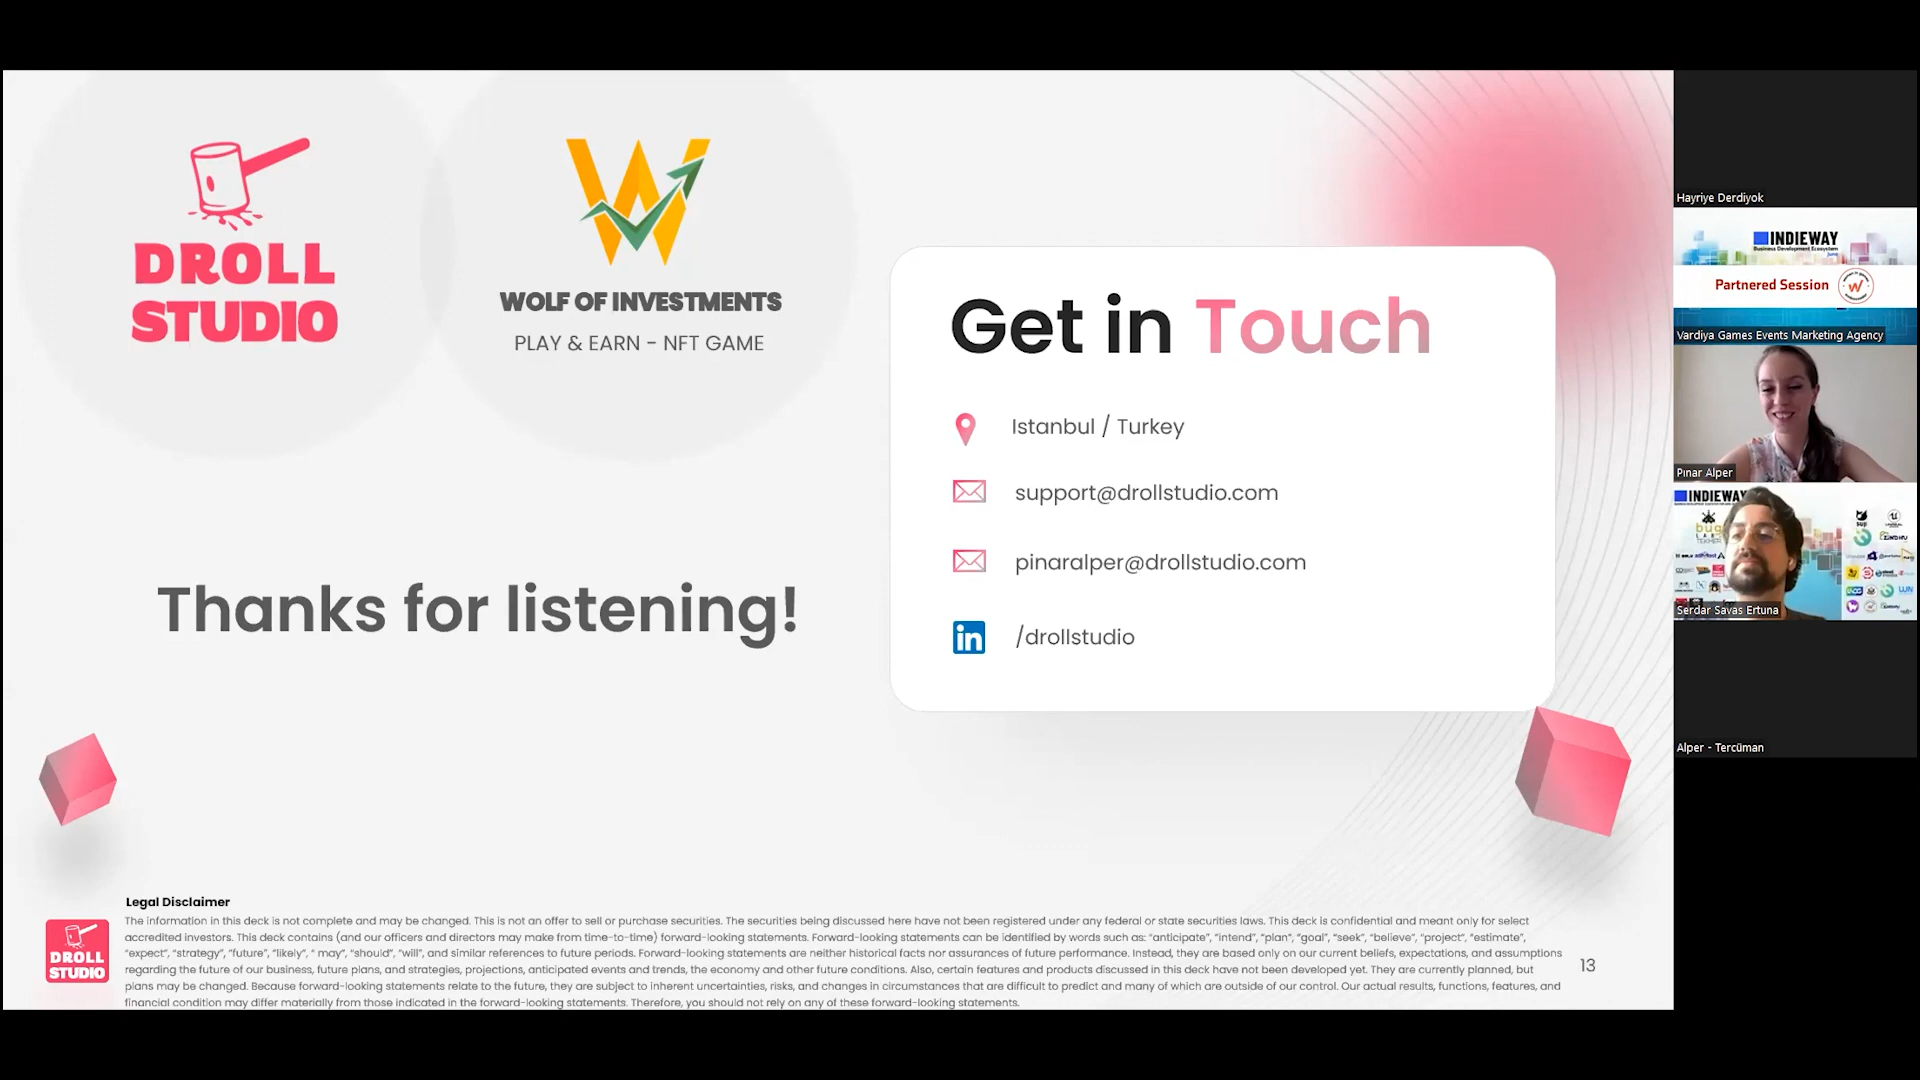 DROLL
STUDIO
WOLF OF INVESTMENTS
PLAY & EARN - NFT GAME
Thanks for listening!
Get in Touch
Istanbul / Turkey
support@drollstudio.com
pinaralper@drollstudio.com
in
/drollstudio
Legal Disclaimer
The information in this deck is not complete and may be changed. This is not an offer to sell or purchase securities. The securities being discussed here have not been registered under any federal or state securities laws. This deck is confidential and meant only for select
accredited investors. This deck contains (and our officers and directors may make from time-to-time) forward-looking statements. Forward-looking statements can be identified by words such as: “anticipate”, “intend”, “plan”, “goal”, “seek”, “believe”, “project”, “estimate”,
“expect”, “strategy”, “future”, “likely”, “ may”, “should”, “will”, and similar references to future periods. Forward-looking statements are neither historical facts nor assurances of future performance. Instead, they are based only on our current beliefs, expectations, and assumptions
regarding the future of our business, future plans, and strategies, projections, anticipated events and trends, the economy and other future conditions. Also, certain features and products discussed in this deck have not been developed yet. They are currently planned, but
plans may be changed. Because forward-looking statements relate to the future, they are subject to inherent uncertainties, risks, and changes in circumstances that are difficult to predict and many of which are outside of our control. Our actual results, functions, features, and
financial condition may differ materially from those indicated in the forward-looking statements. Therefore, you should not rely on any of these forward-looking statements.
DROLL
STUDIO
13
Hayriye Derdiyok
INDIEWAY
Business Development Ecosystem
Partnered Session
Vardiya Games Events Marketing Agency
Pınar Alper
INDIEWAY
Serdar Savas Ertuna
Alper - Tercüman